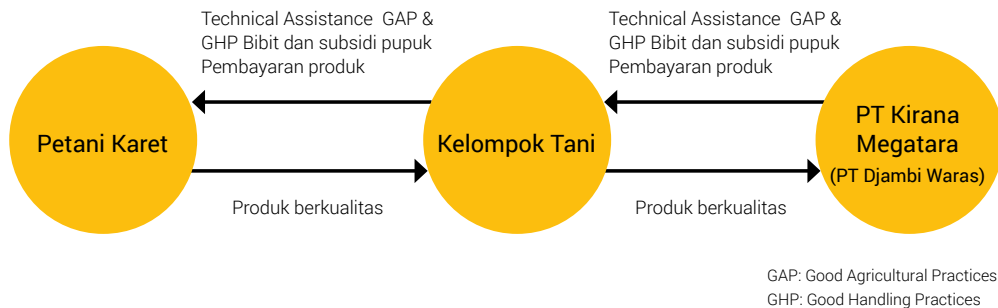 Technical Assistance GAP &
GHP Bibit dan subsidi pupuk
Pembayaran produk
Technical Assistance GAP &
GHP Bibit dan subsidi pupuk
Pembayaran produk
Petani Karet
Kelompok Tani
PT Kirana
Megatara
(PT Djambi Waras)
Produk berkualitas
Produk berkualitas
GAP: Good Agricultural Practices
GHP: Good Handling Practices